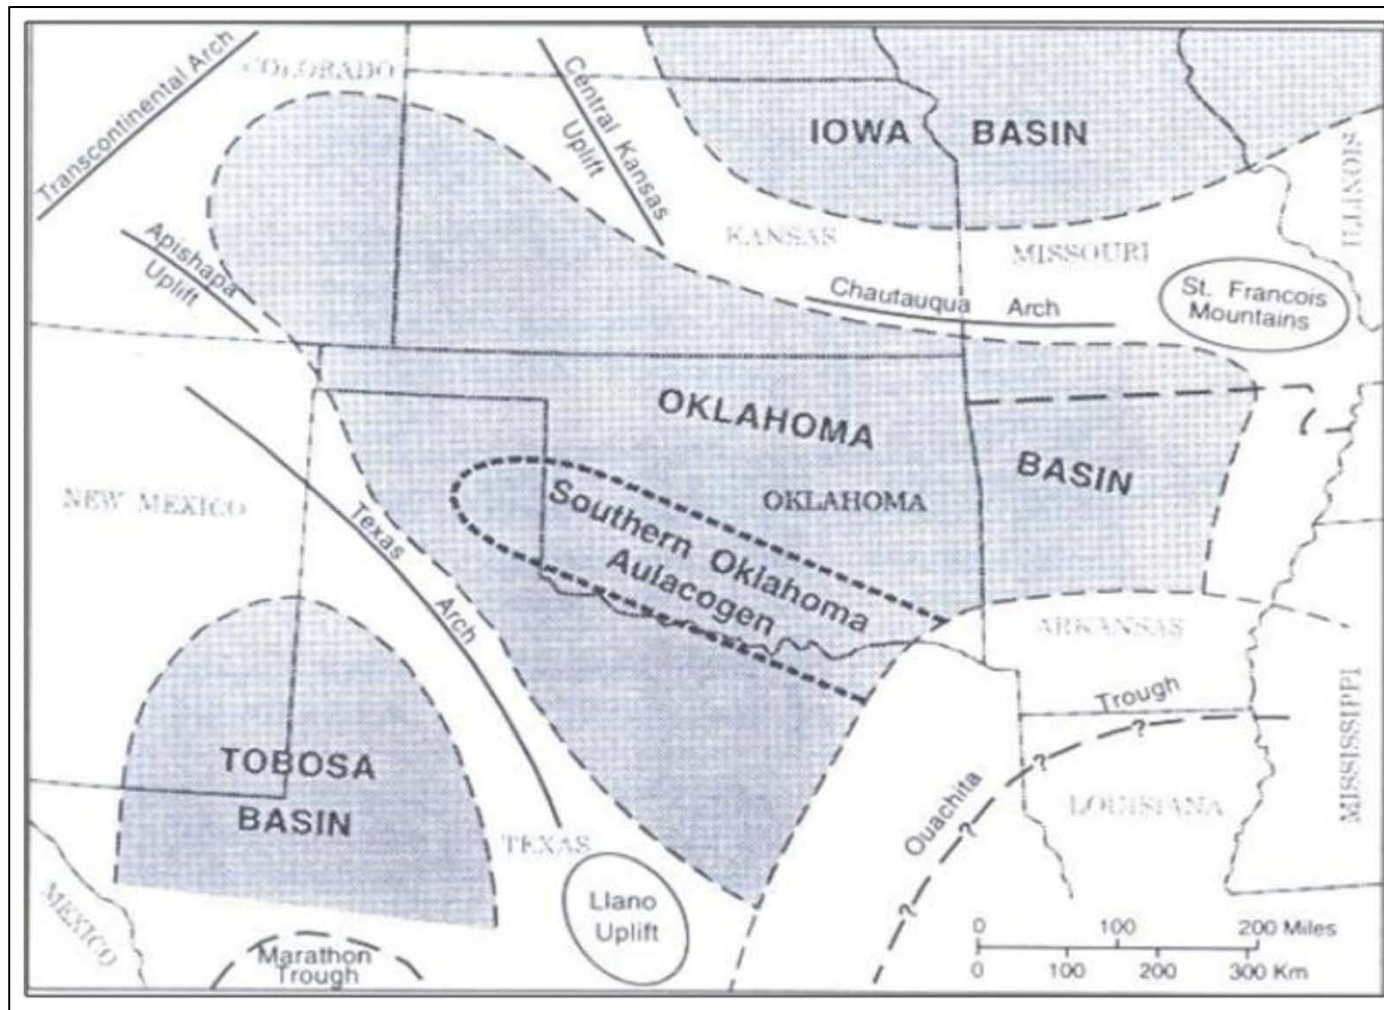 Transcontinental Arch
COLORADO
Central Kansas
Uplift
IOWA BASIN
ILLINOIS
Apishapa
Uplift
KANSAS
MISSOURI
Chautauqua Arch
St. Francois
Mountains
OKLAHOMA
BASIN
NEW MEXICO
Texas Arch
OKLAHOMA
Southern Oklahoma
Aulacogen
ARKANSAS
Ouachita Trough
? ? ? ?
MISSISSIPPI
LOUISIANA
TOBOSA
BASIN
TEXAS
MEXICO
Llano
Uplift
Marathon
Trough
0 100 200 Miles
0 100 200 300 Km